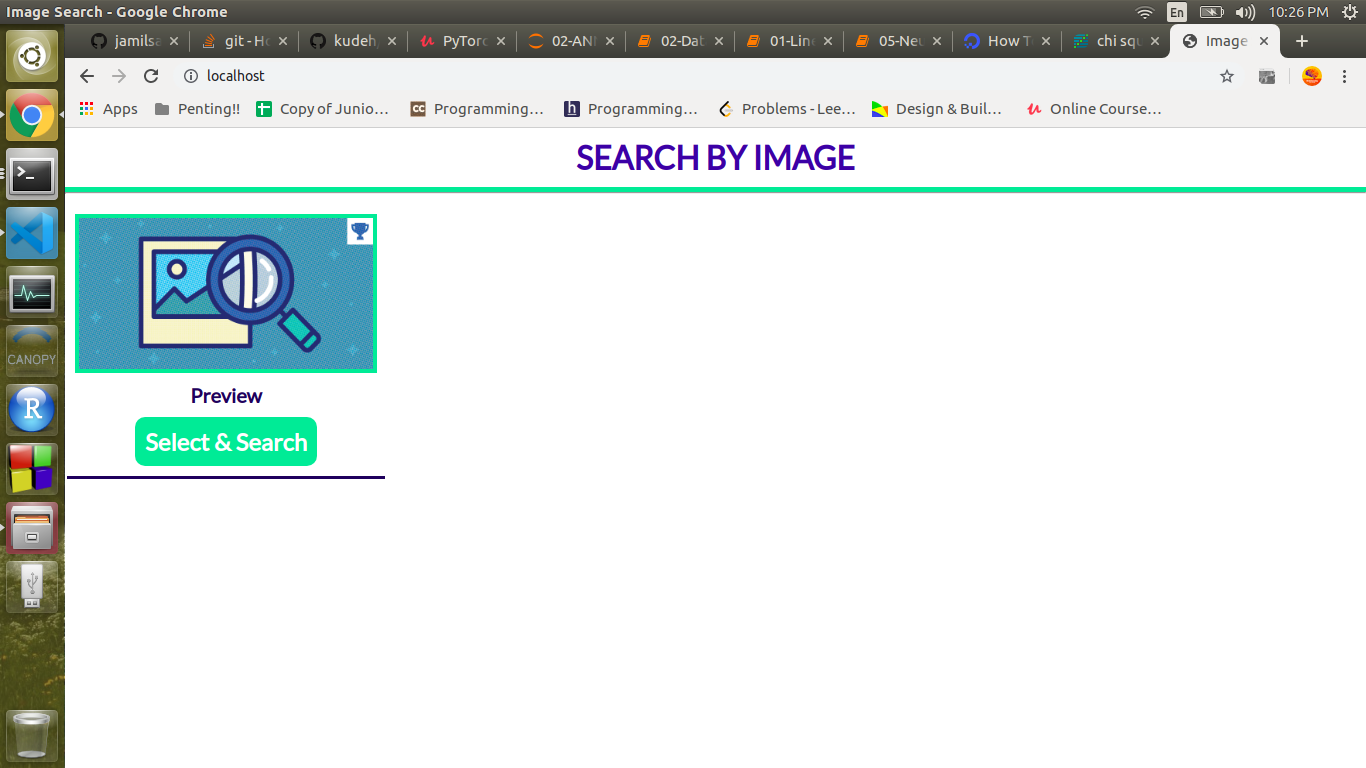 Image Search - Google Chrome
En
10:26 PM
jamilsa
git - Ho
kudeh
PyTorc
02-AN
02-Dat
01-Line
05-Neu
How T
chi squ
Image
localhost
Apps
Penting!!
Copy of Junio...
Programming...
Programming...
Problems - Lee...
Design & Buil...
Online Course...
SEARCH BY IMAGE
Preview
Select & Search
CANOPY
R